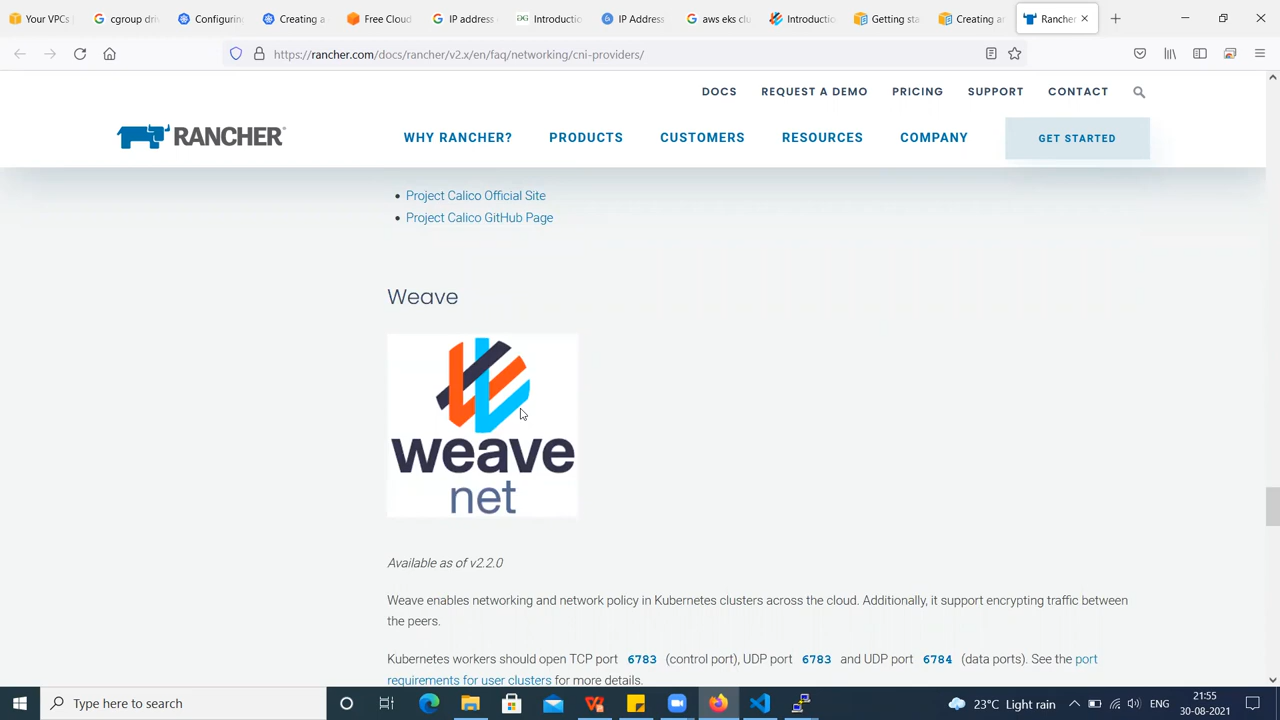 Your VPCs
cgroup dri
Configurin
Creating a
Free Cloud
IP address
Introductio
IP Address
aws eks clu
Introductio
Getting sta
Creating an
Rancher
https://rancher.com/docs/rancher/v2.x/en/faq/networking/cni-providers/
DOCS REQUEST A DEMO PRICING SUPPORT CONTACT
RANCHER
WHY RANCHER? PRODUCTS CUSTOMERS RESOURCES COMPANY GET STARTED
Project Calico Official Site
Project Calico GitHub Page
Weave
weave
net
Available as of v2.2.0
Weave enables networking and network policy in Kubernetes clusters across the cloud. Additionally, it support encrypting traffic between
the peers.
Kubernetes workers should open TCP port 6783 (control port), UDP port 6783 and UDP port 6784 (data ports). See the port
requirements for user clusters for more details.
Type here to search
23°C Light rain
ENG
21:55
30-08-2021